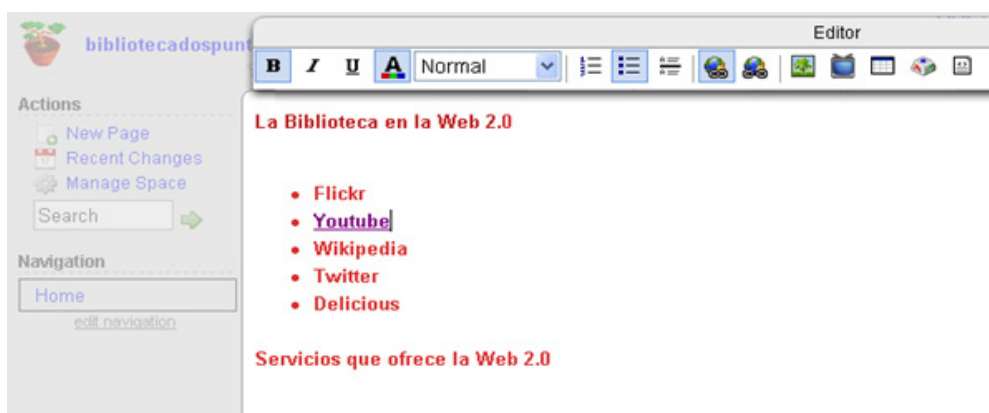 Editor
bibliotecadospunt
B I U A Normal
Actions
New Page
Recent Changes
Manage Space
Search
Navigation
Home
edit navigation
La Biblioteca en la Web 2.0
Flickr
Youtube
Wikipedia
Twitter
Delicious
Servicios que ofrece la Web 2.0